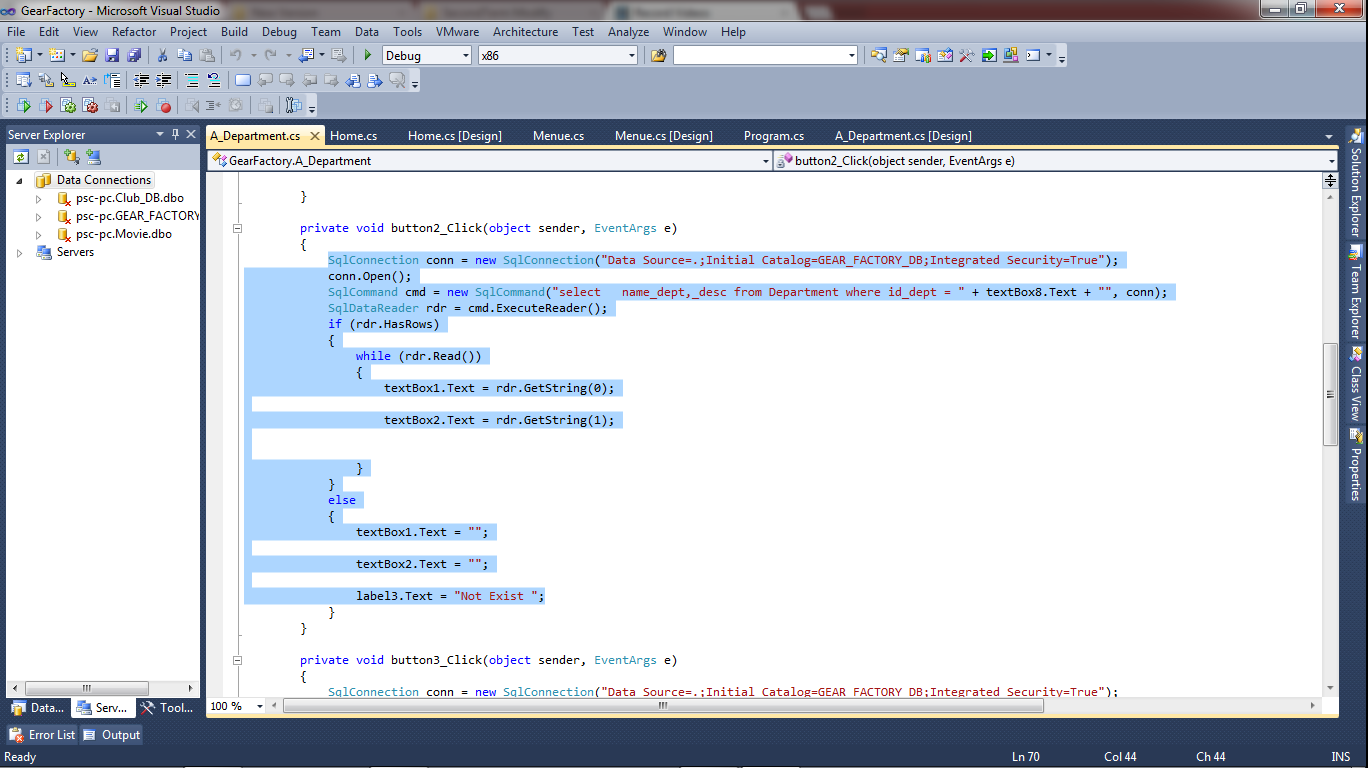 GearFactory - Microsoft Visual Studio
File Edit View Refactor Project Build Debug Team Data Tools VMware Architecture Test Analyze Window Help
Debug x86
Server Explorer
Data Connections
psc-pc.Club_DB.dbo
psc-pc.GEAR_FACTORY
psc-pc.Movie.dbo
Servers
A_Department.cs Home.cs Home.cs [Design] Menue.cs Menue.cs [Design] Program.cs A_Department.cs [Design]
GearFactory.A_Department button2_Click(object sender, EventArgs e)
}
private void button2_Click(object sender, EventArgs e)
{
SqlConnection conn = new SqlConnection("Data Source=.;Initial Catalog=GEAR_FACTORY_DB;Integrated Security=True");
conn.Open();
SqlCommand cmd = new SqlCommand("select   name_dept,_desc from Department where id_dept = " + textBox8.Text + "", conn);
SqlDataReader rdr = cmd.ExecuteReader();
if (rdr.HasRows)
{
while (rdr.Read())
{
textBox1.Text = rdr.GetString(0);
textBox2.Text = rdr.GetString(1);
}
}
else
{
textBox1.Text = "";
textBox2.Text = "";
label3.Text = "Not Exist ";
}
}
private void button3_Click(object sender, EventArgs e)
{
SqlConnection conn = new SqlConnection("Data Source=.;Initial Catalog=GEAR_FACTORY_DB;Integrated Security=True");
100 %
Solution Explorer
Team Explorer
Class View
Properties
Data... Serv... Tool...
Error List Output
Ready Ln 70 Col 44 Ch 44 INS